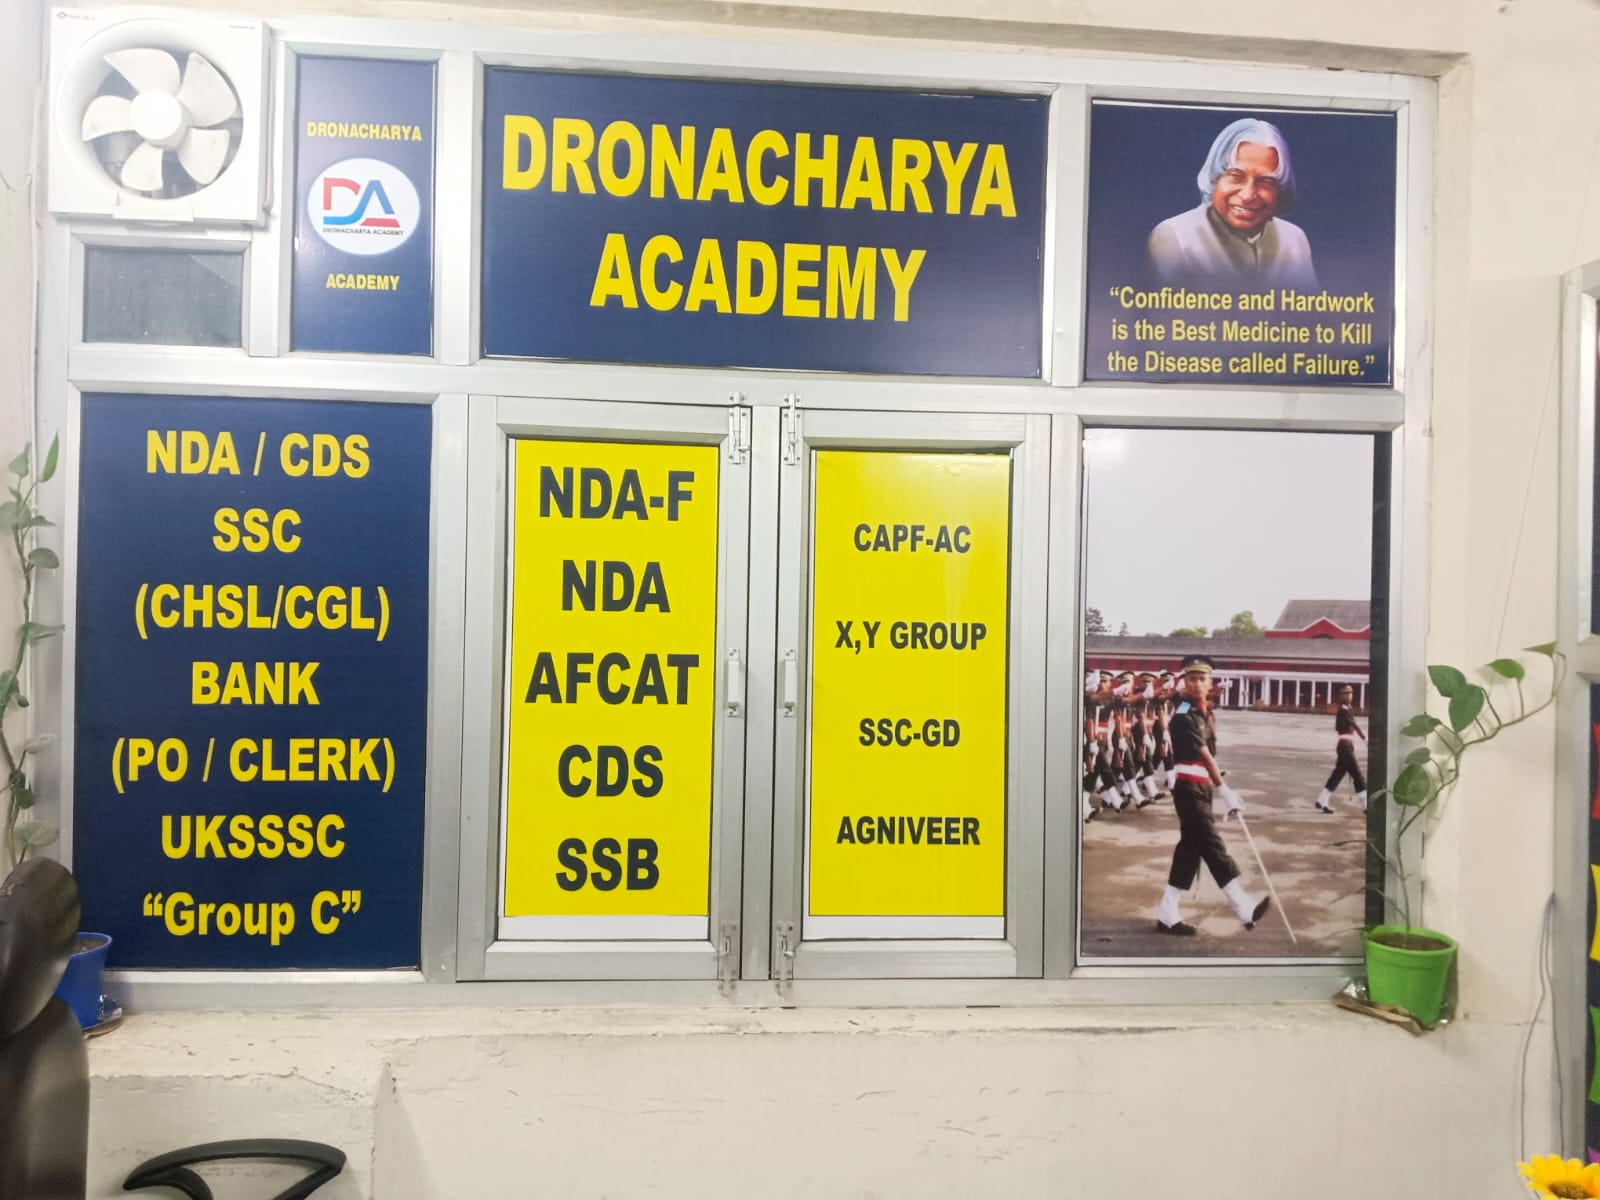 DRONACHARYA
DA
DRONACHARYA ACADEMY
ACADEMY
DRONACHARYA
ACADEMY
“Confidence and Hardwork
is the Best Medicine to Kill
the Disease called Failure.”
NDA / CDS
SSC
(CHSL/CGL)
BANK
(PO / CLERK)
UKSSSC
“Group C”
NDA-F
NDA
AFCAT
CDS
SSB
CAPF-AC
X,Y GROUP
SSC-GD
AGNIVEER